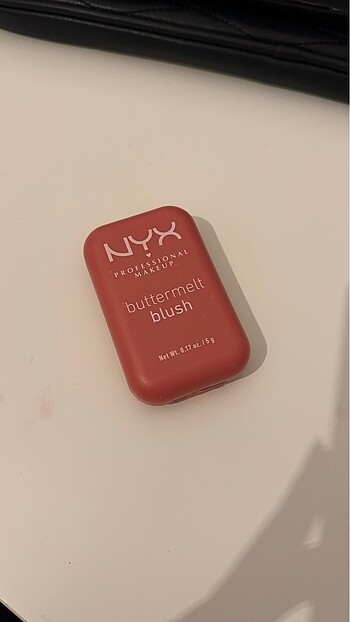 NYX
PROFESSIONAL
MAKEUP
buttermelt
blush
Net Wt. 0.17 oz. / 5 g